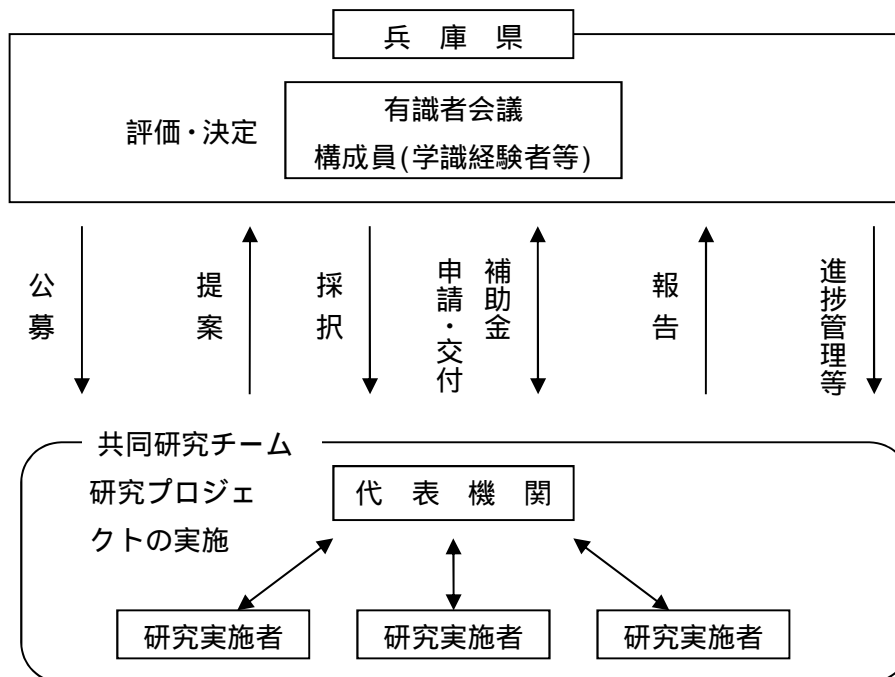 兵庫県
評価・決定
有識者会議
構成員(学識経験者等)
公募
提案
採択
補助金
申請・交付
報告
進捗管理等
共同研究チーム
研究プロジェ
クトの実施
代表機関
研究実施者
研究実施者
研究実施者